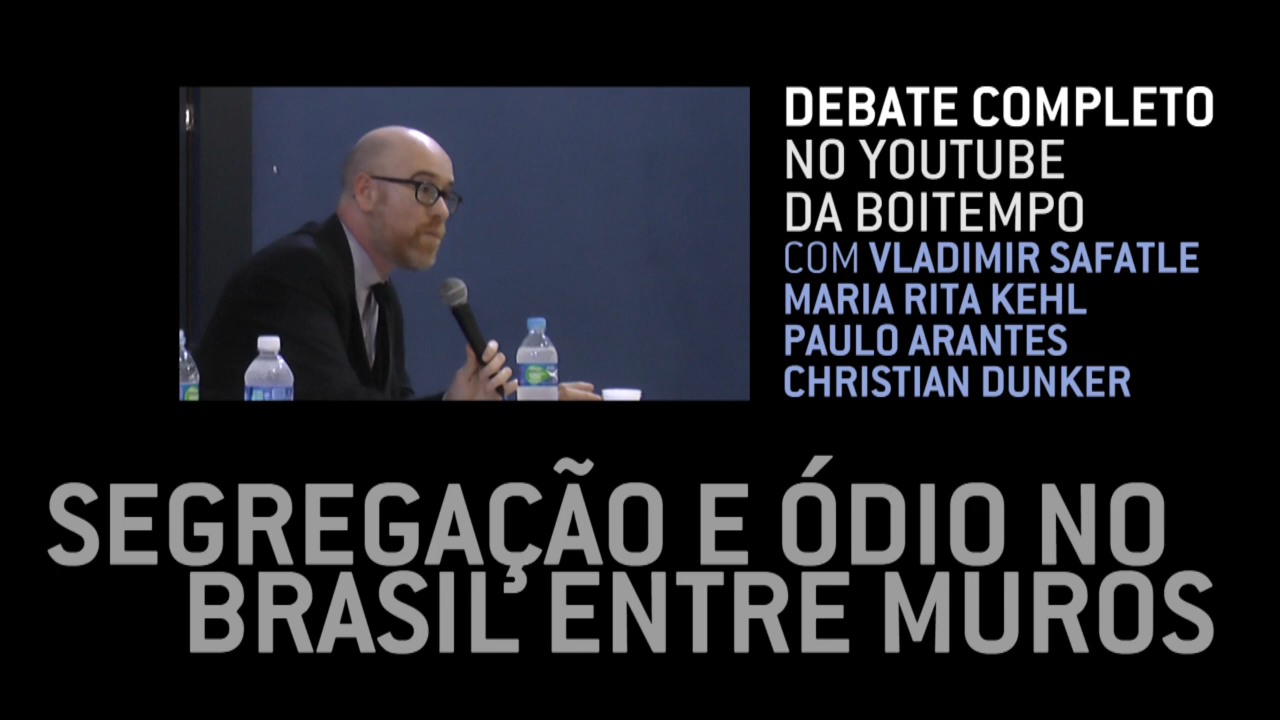 DEBATE COMPLETO
NO YOUTUBE
DA BOITEMPO
COM VLADIMIR SAFATLE
MARIA RITA KEHL
PAULO ARANTES
CHRISTIAN DUNKER
SEGREGAÇÃO E ÓDIO NO
BRASIL ENTRE MUROS